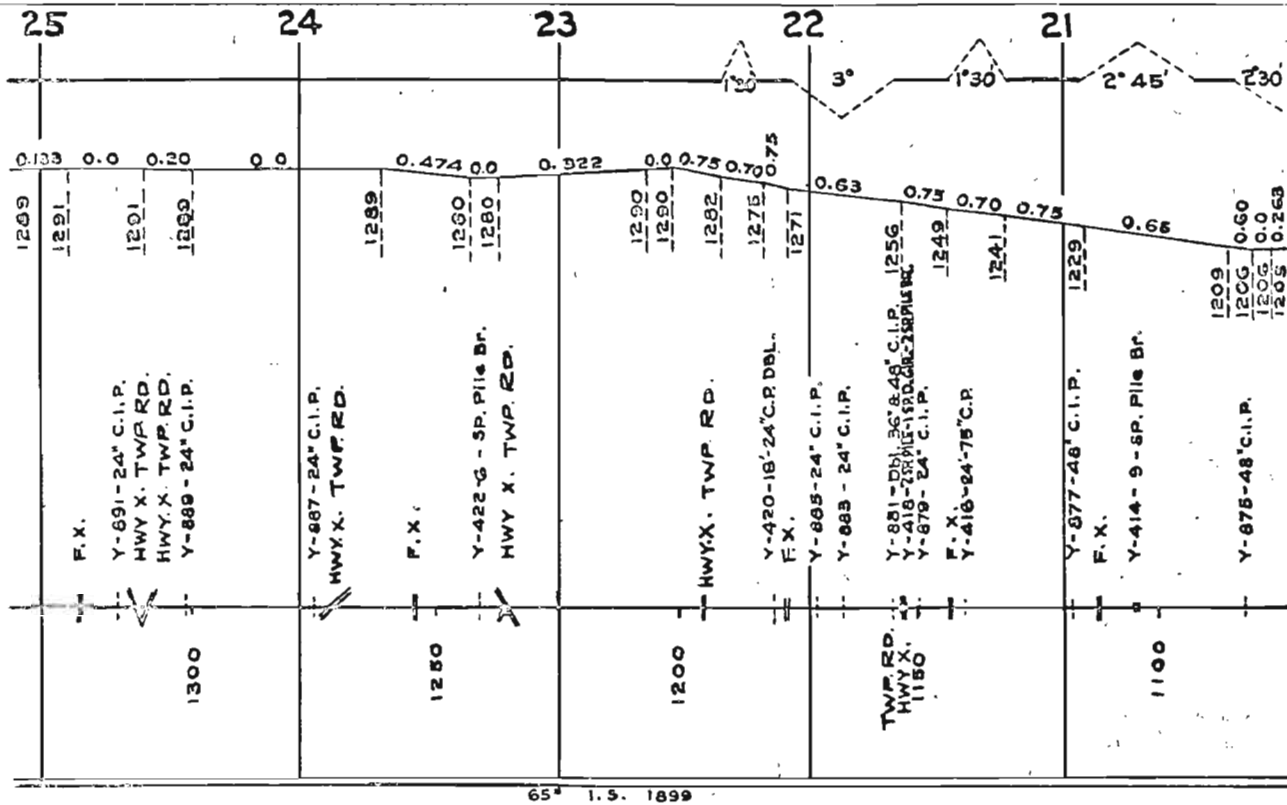 25 24 23 22 21
1°30' 3° 1°30' 2°45' 2°30'
0.133 0.0 0.20 0.0 0.474 0.0 0.322 0.0 0.75 0.70 0.75 0.63 0.75 0.70 0.75 0.65 0.60 0.0 0.263
1289 1291 1291 1289 1280 1280 1290 1290 1282 1275 1271 1256 1249 1241 1229 1209 1206 1206 1205
F.X.
Y-891-24" C.I.P.
HWY X. TWP. RD.
HWY. X. TWP. RD.
Y-889-24" C.I.P.
Y-887-24" C.I.P.
HWY. X. TWP. RD.
F.X.
Y-422-6-SP. Pile Br.
HWY X. TWP. RD.
HWY.X. TWP. RD.
Y-420-18'-24" C.P. DBL.
F.X.
Y-885-24" C.I.P.
Y-883-24" C.I.P.
Y-881-Dbl. 36" & 48" C.I.P.
Y-879-24" C.I.P.
F.X.
Y-416-24'-75" C.P.
Y-877-48" C.I.P.
F.X.
Y-414-9-SP. Pile Br.
Y-875-48" C.I.P.
1300 1250 1200
TWP. RD.
HWY X.
1150
1100
65# I.S. 1899